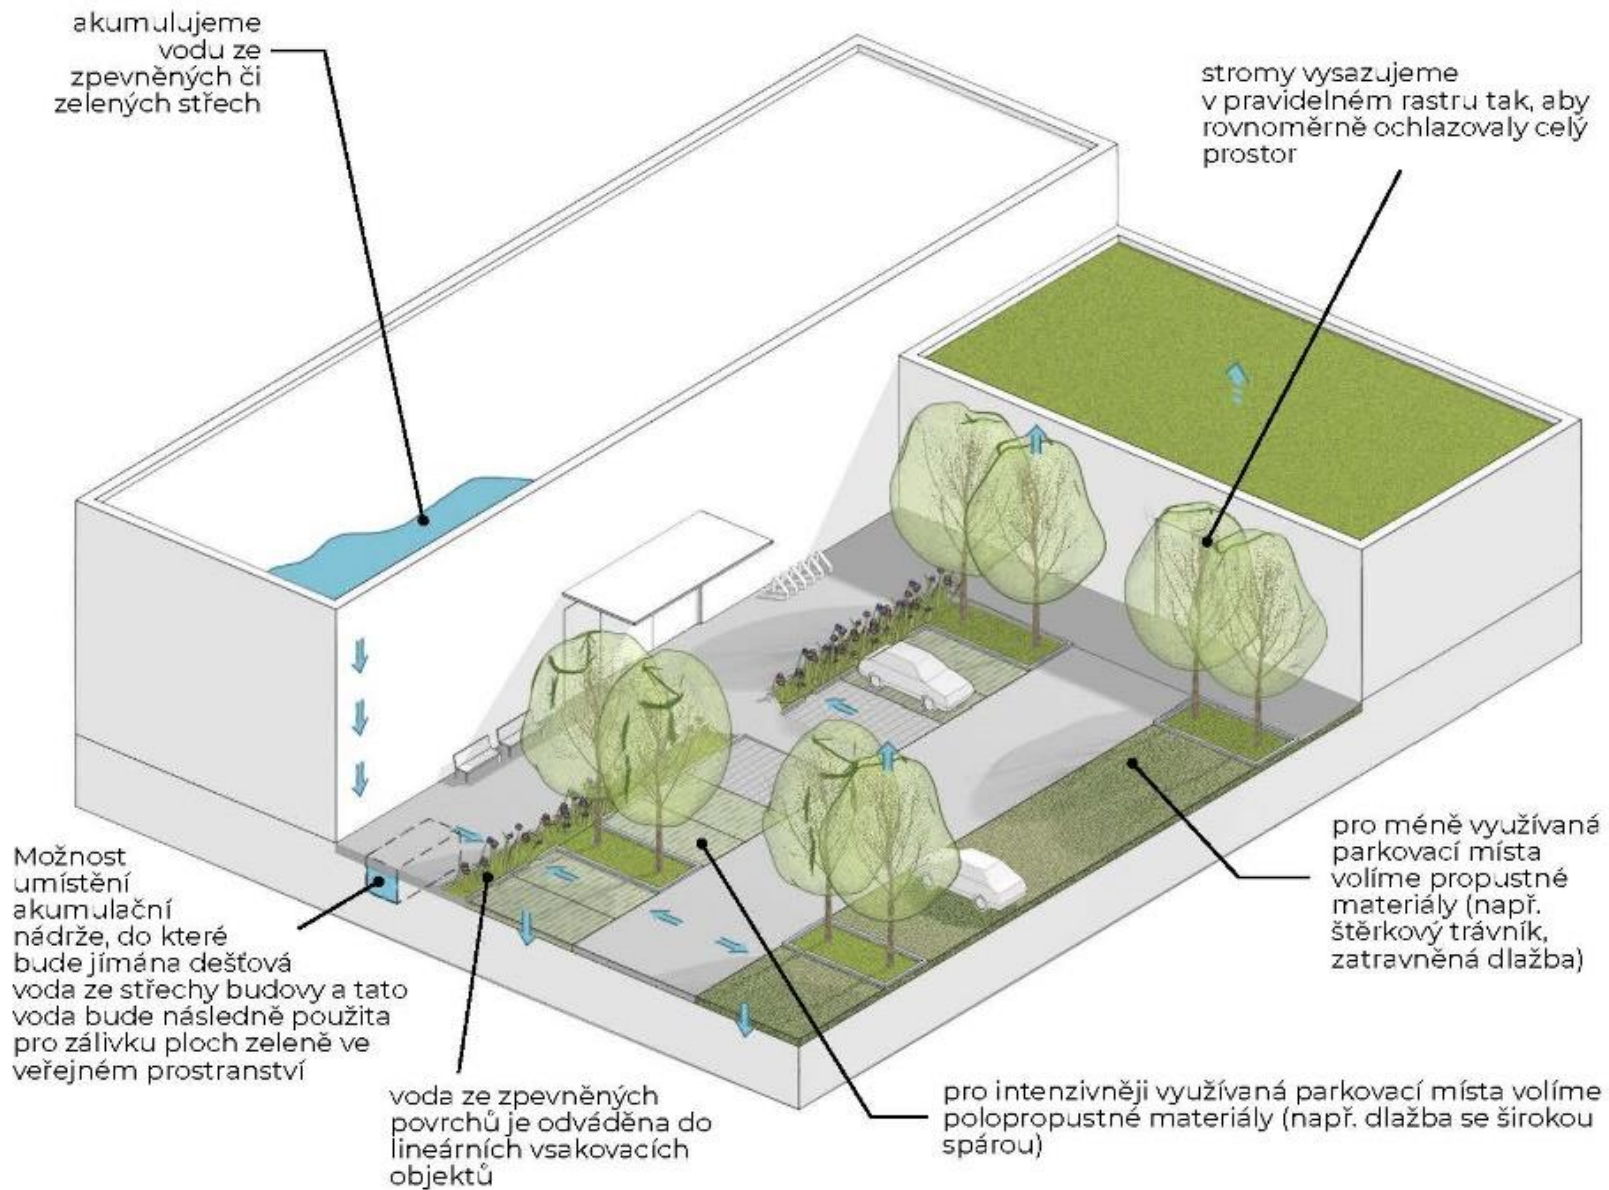 akumulujeme
vodu ze
zpevněných či
zelených střech
stromy vysazujeme
v pravidelném rastru tak, aby
rovnoměrně ochlazovaly celý
prostor
Možnost
umístění
akumulační
nádrže, do které
bude jímána dešťová
voda ze střechy budovy a tato
voda bude následně použita
pro zálivku ploch zeleně ve
veřejném prostranství
voda ze zpevněných
povrchů je odváděna do
lineárních vsakovacích
objektů
pro méně využívaná
parkovací místa
volíme propustné
materiály (např.
štěrkový trávník,
zatravněná dlažba)
pro intenzivněji využívaná parkovací místa volíme
polopropustné materiály (např. dlažba se širokou
spárou)